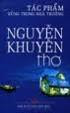 TÁC PHẨM
DÙNG TRONG NHÀ TRƯỜNG
NGUYỄN
KHUYẾN
thơ